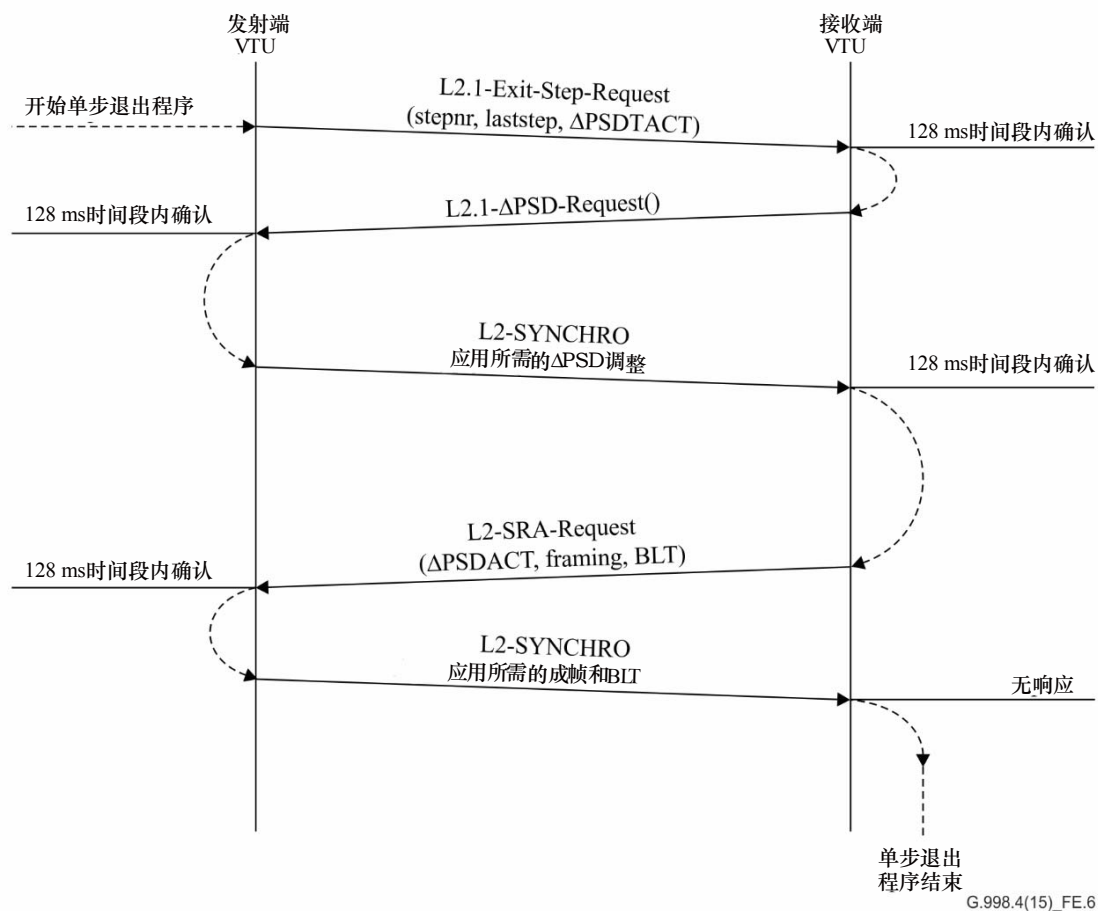 发射端
VTU
接收端
VTU
开始单步退出程序
L2.1-Exit-Step-Request
(stepnr, laststep, ΔPSDTACT)
128 ms时间段内确认
128 ms时间段内确认
L2.1-ΔPSD-Request()
L2-SYNCHRO
应用所需的ΔPSD调整
128 ms时间段内确认
L2-SRA-Request
(ΔPSDACT, framing, BLT)
128 ms时间段内确认
L2-SYNCHRO
应用所需的成帧和BLT
无响应
单步退出
程序结束
G.998.4(15)_FE.6